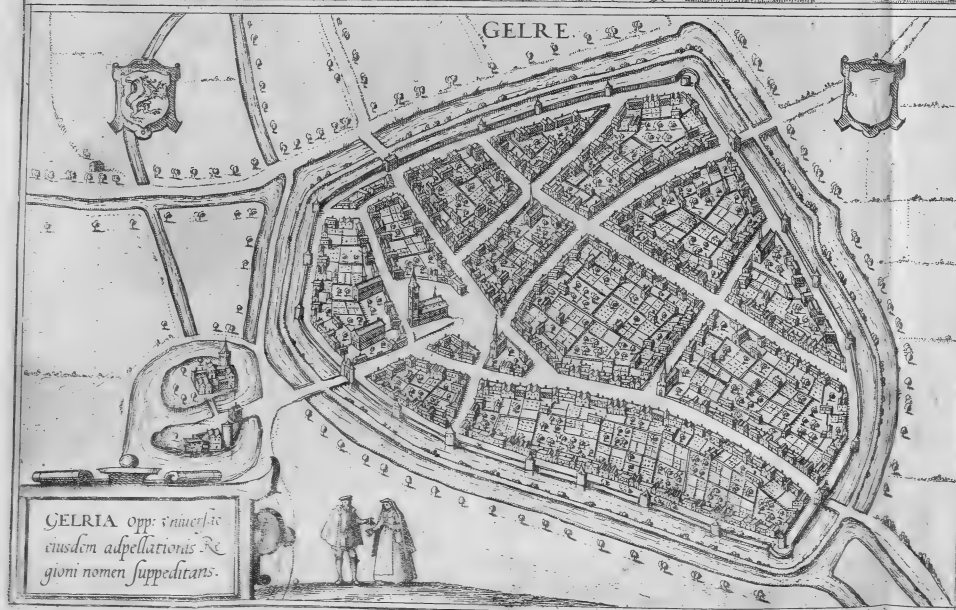 GELRE.
GELRIA opp: vniuersae
eiusdem adpellationis Re
gioni nomen suppeditans.